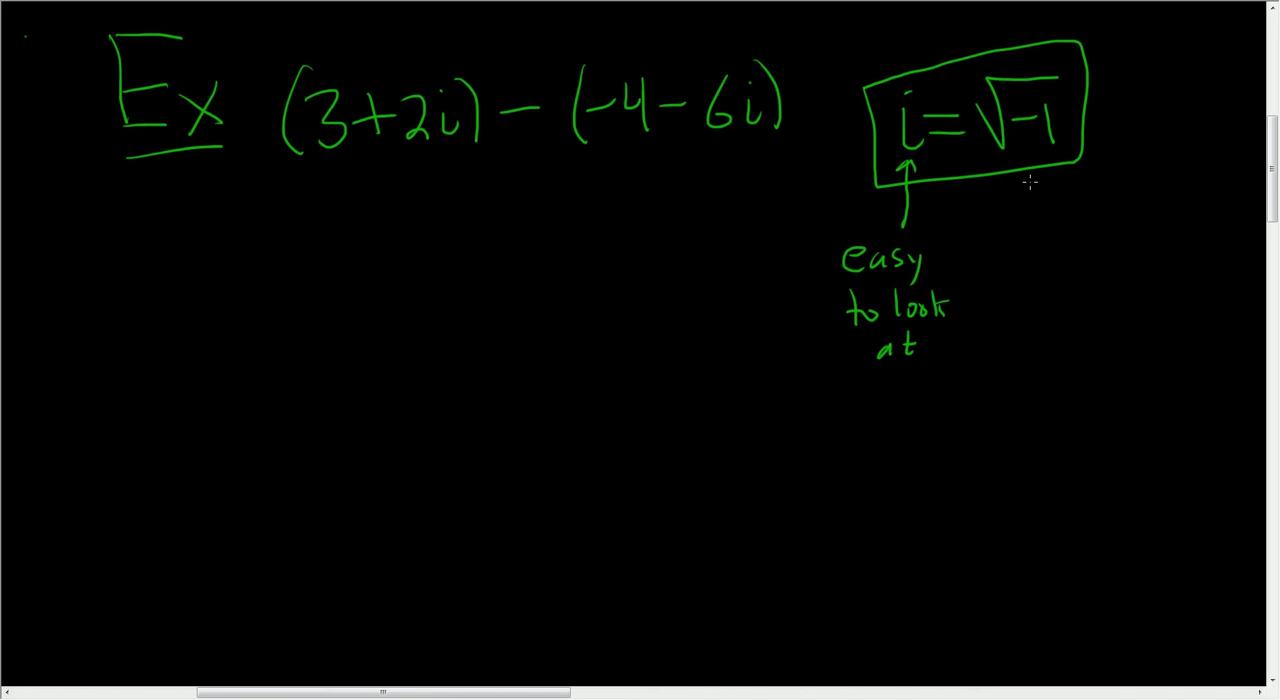 Ex (3+2i) - (-4-6i)
i=√-1
easy
to look
at